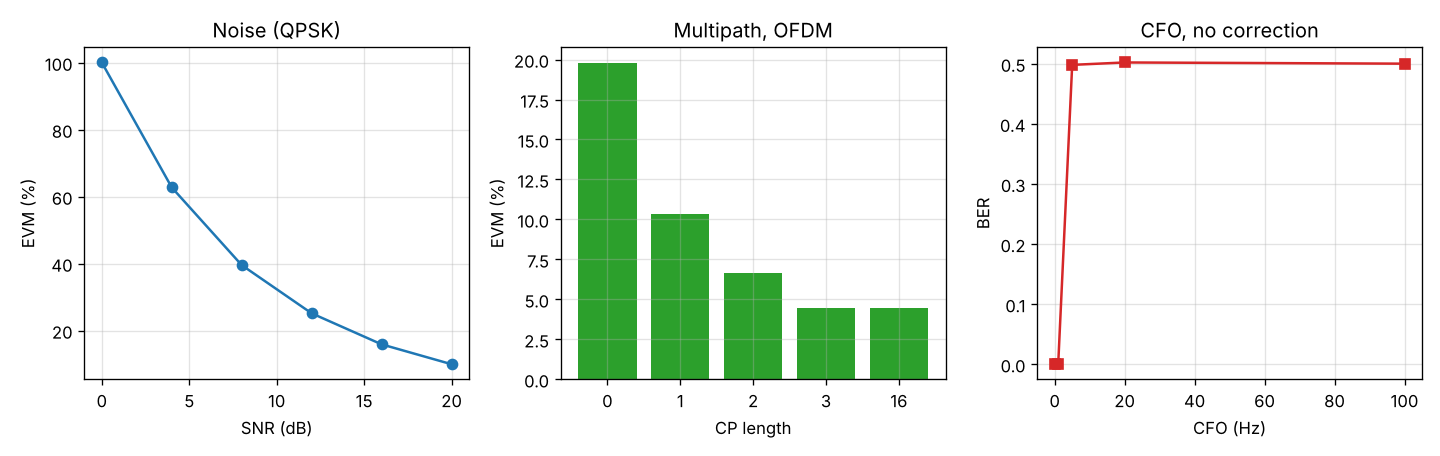 Noise (QPSK)
EVM (%)
100
80
60
40
20
0 5 10 15 20
SNR (dB)
Multipath, OFDM
EVM (%)
20.0
17.5
15.0
12.5
10.0
7.5
5.0
2.5
0.0
0 1 2 3 16
CP length
CFO, no correction
BER
0.5
0.4
0.3
0.2
0.1
0.0
0 20 40 60 80 100
CFO (Hz)